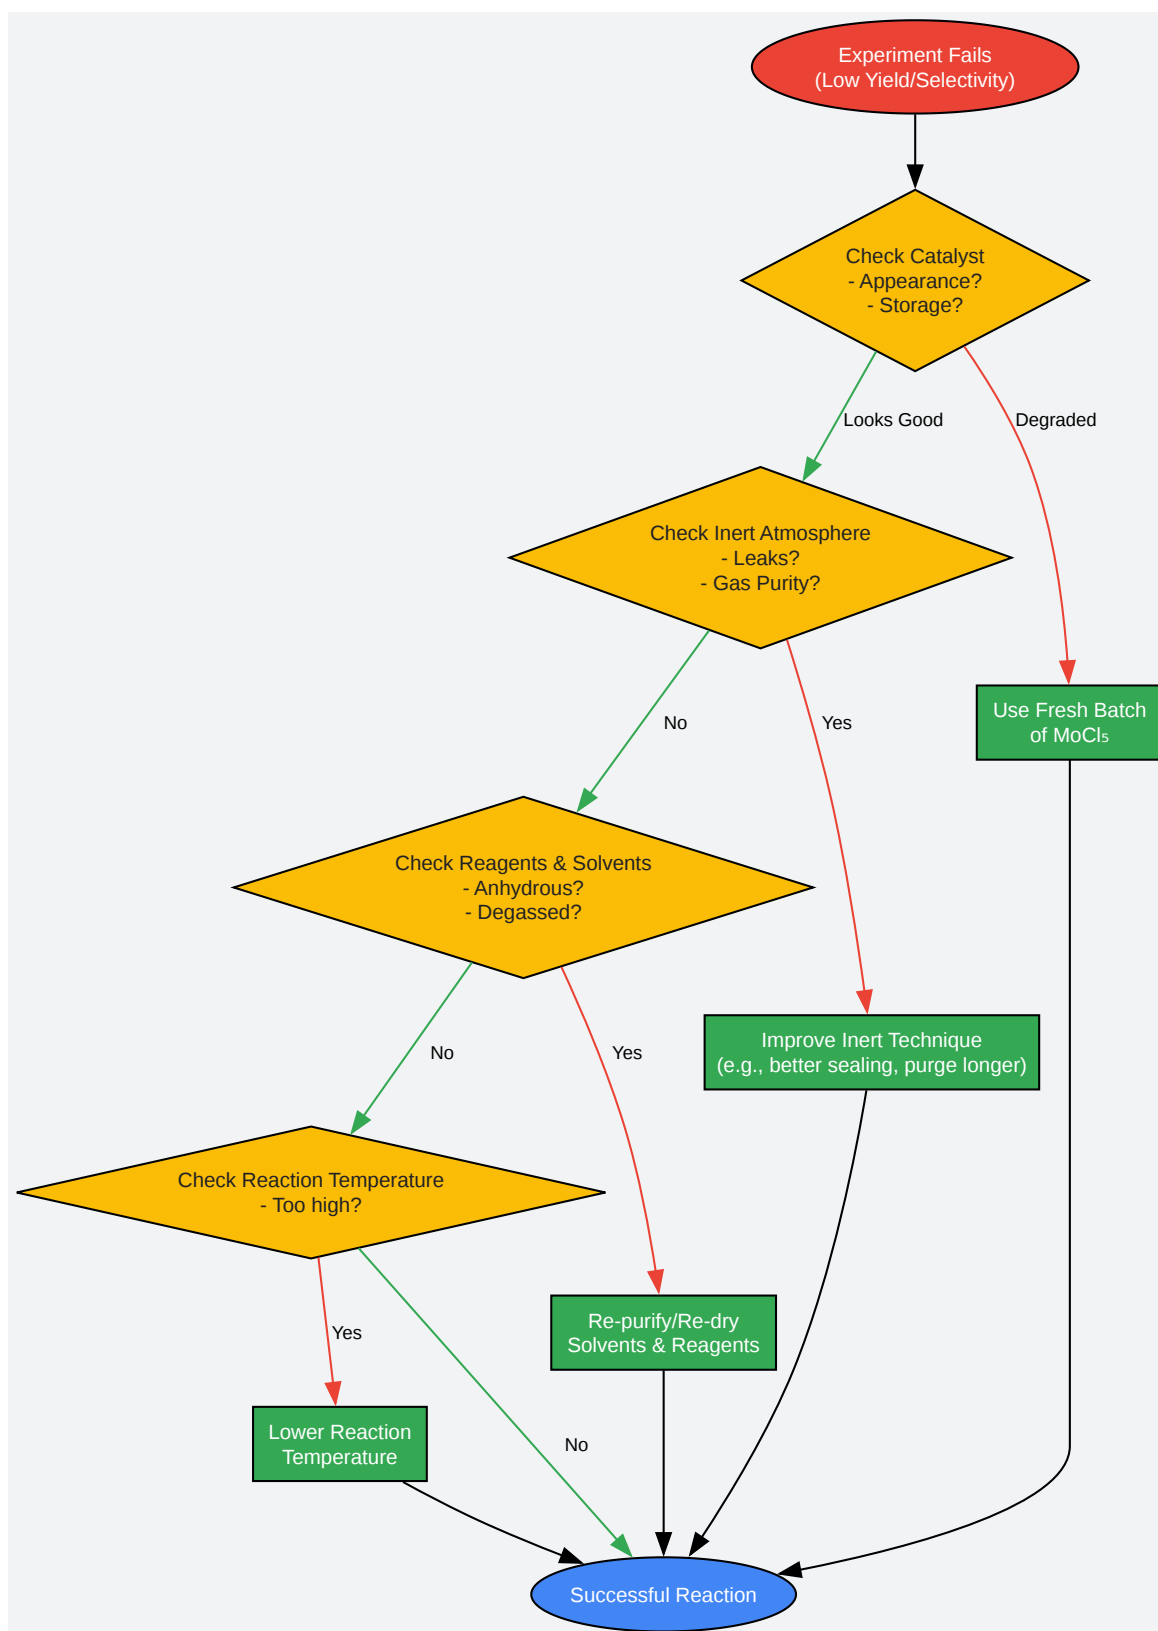 Experiment Fails
(Low Yield/Selectivity)
Check Catalyst
- Appearance?
- Storage?
Looks Good
Degraded
Check Inert Atmosphere
- Leaks?
- Gas Purity?
No
Yes
Use Fresh Batch
of MoCl₅
Check Reagents & Solvents
- Anhydrous?
- Degassed?
No
Yes
Improve Inert Technique
(e.g., better sealing, purge longer)
Check Reaction Temperature
- Too high?
Yes
No
Re-purify/Re-dry
Solvents & Reagents
Lower Reaction
Temperature
Successful Reaction